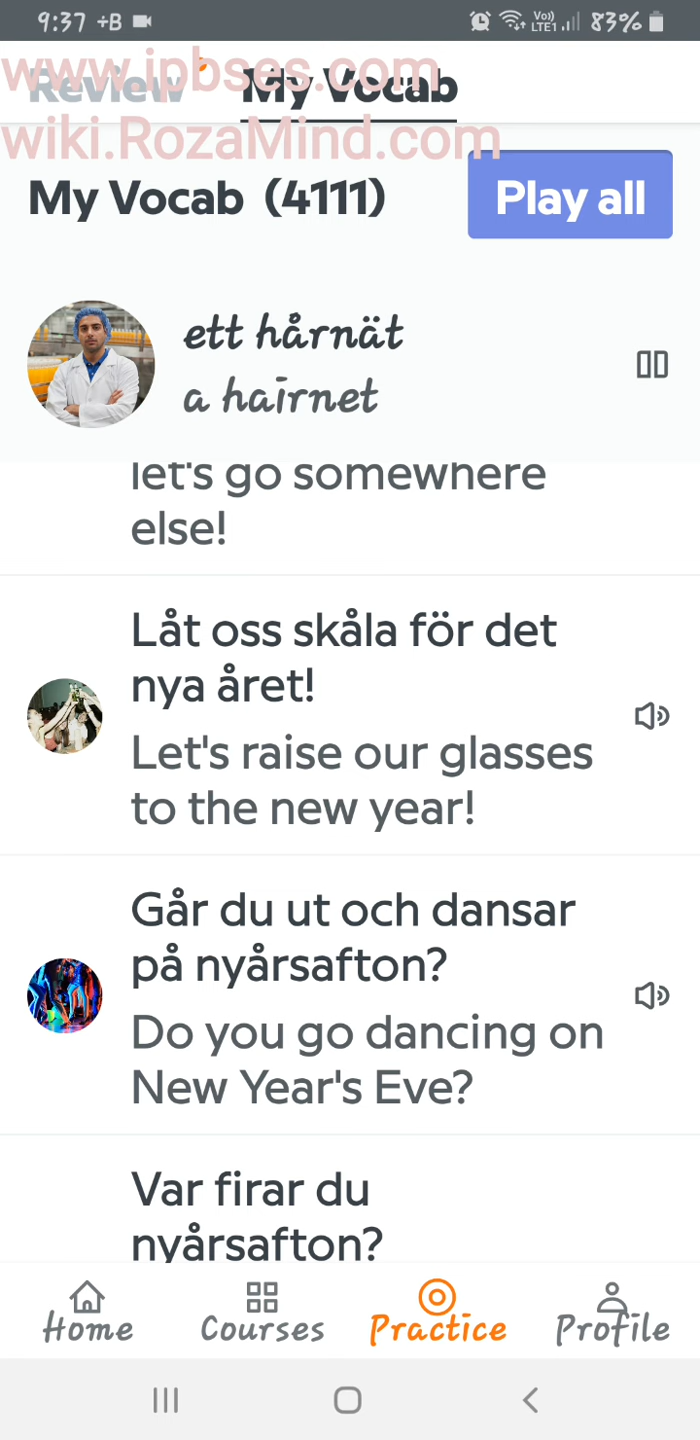 9:37 ÷B Vo) LTE1 83%
www.ipbses.com
Review My Vocab
wiki.RozaMind.com
My Vocab (4111) Play all
ett hårnät
a hairnet
let's go somewhere
else!
Låt oss skåla för det
nya året!
Let's raise our glasses
to the new year!
Går du ut och dansar
på nyårsafton?
Do you go dancing on
New Year's Eve?
Var firar du
nyårsafton?
Home Courses Practice Profile